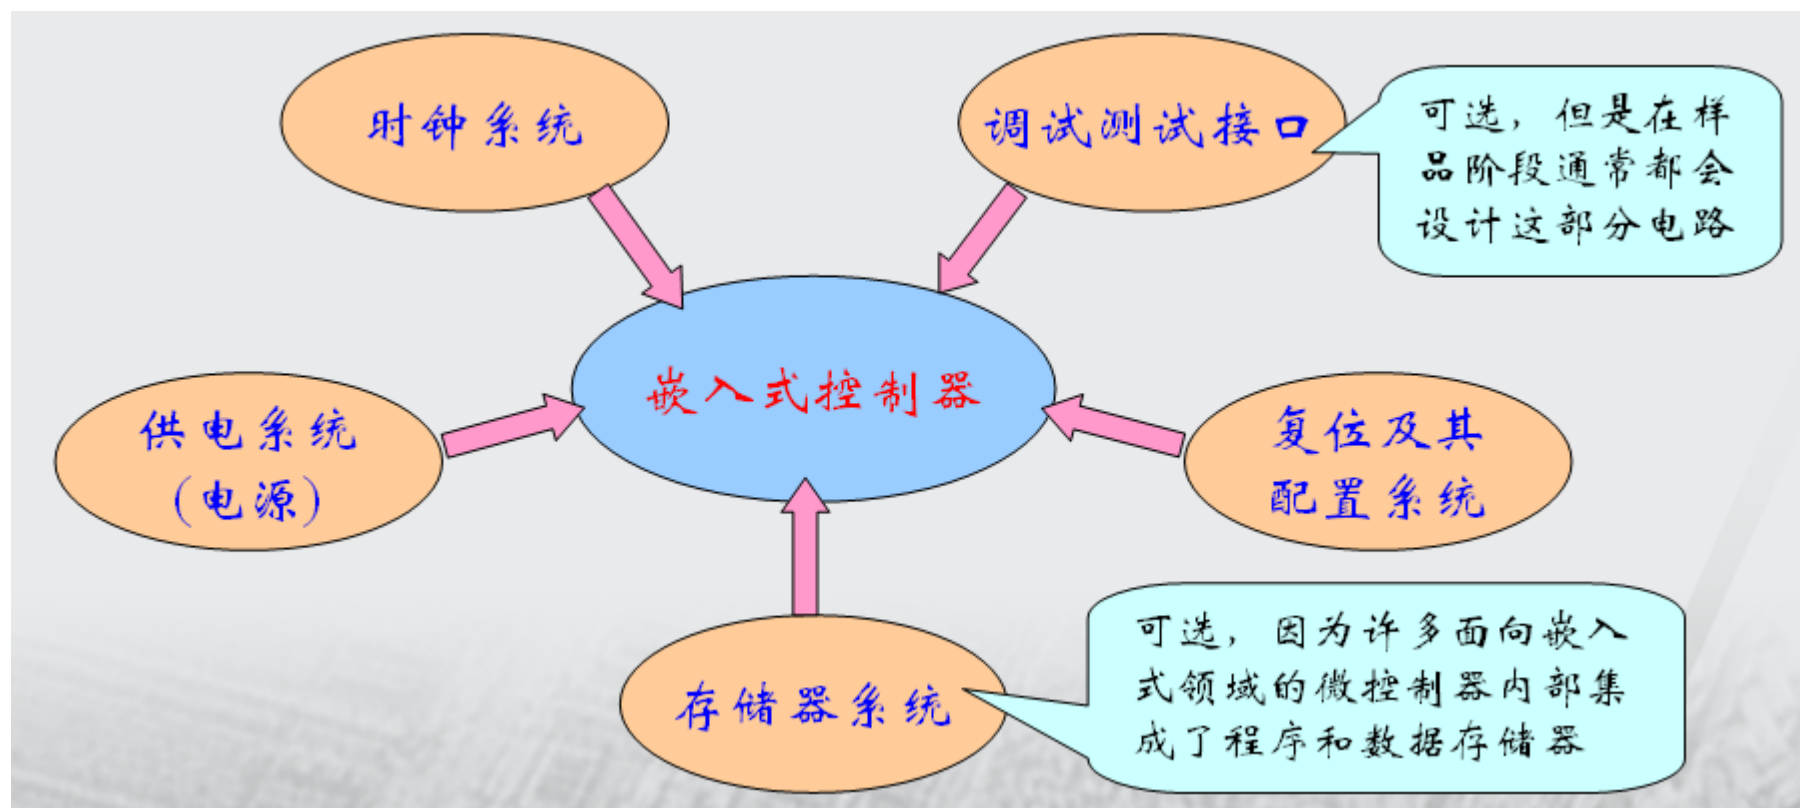 时钟系统
调试测试接口
可选，但是在样
品阶段通常都会
设计这部分电路
嵌入式控制器
供电系统
(电源)
复位及其
配置系统
存储器系统
可选，因为许多面向嵌入
式领域的微控制器内部集
成了程序和数据存储器